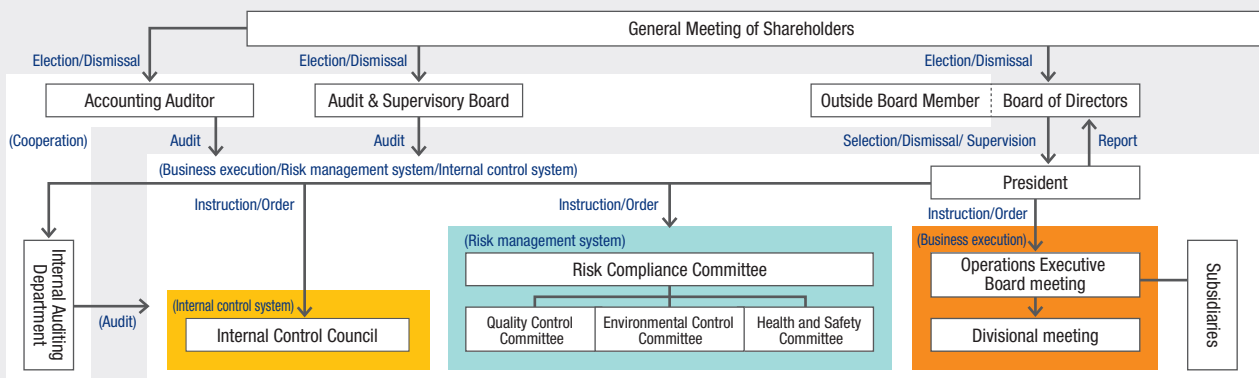 General Meeting of Shareholders
Election/Dismissal
Election/Dismissal
Election/Dismissal
Accounting Auditor
Audit & Supervisory Board
Outside Board Member
Board of Directors
(Cooperation)
Audit
Audit
Selection/Dismissal/ Supervision
Report
(Business execution/Risk management system/Internal control system)
President
Instruction/Order
Instruction/Order
Instruction/Order
Internal Auditing
Department
(Audit)
(Internal control system)
Internal Control Council
(Risk management system)
Risk Compliance Committee
Quality Control
Committee
Environmental Control
Committee
Health and Safety
Committee
(Business execution)
Operations Executive
Board meeting
Divisional meeting
Subsidiaries